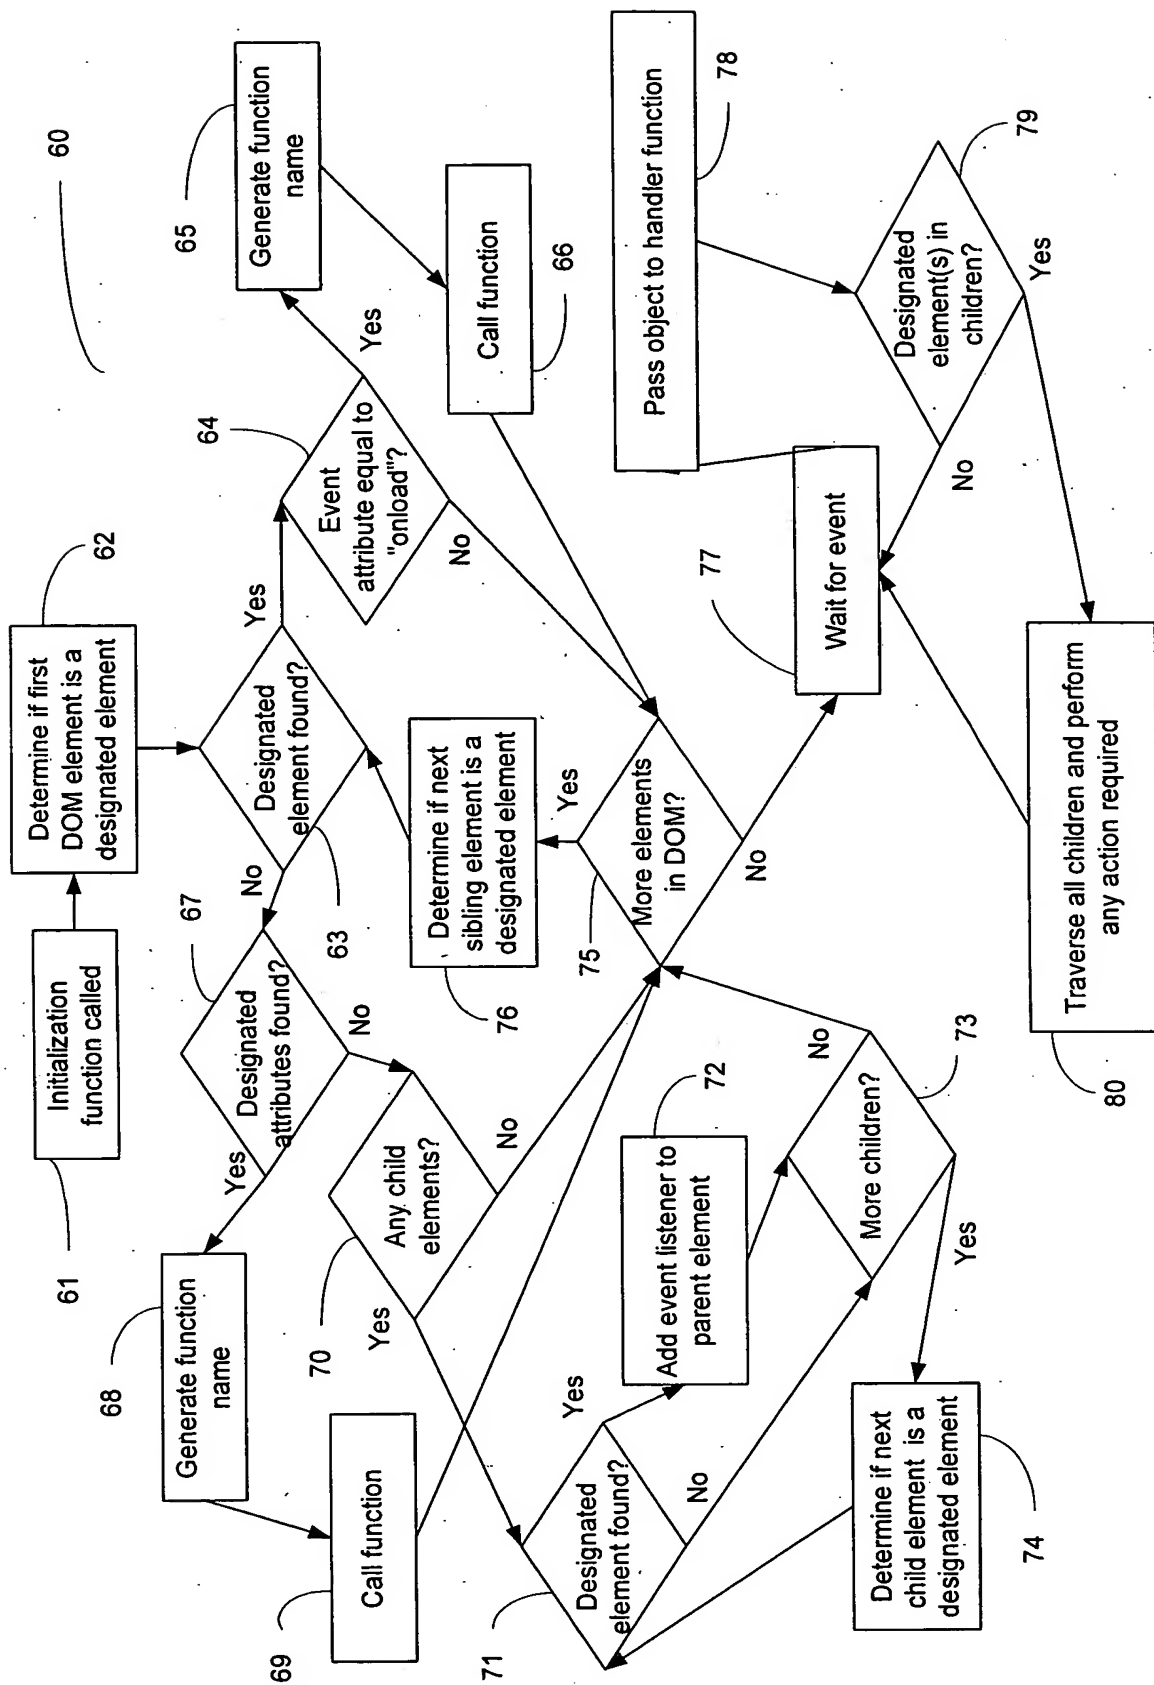 60
61
Initialization
function called
62
Determine if first
DOM element is a
designated element
63
Designated
element found?
Yes
No
64
Event
attribute equal to
"onload"?
Yes
No
65
Generate function
name
66
Call function
67
Designated
attributes found?
Yes
No
68
Generate function
name
69
Call function
70
Any child
elements?
Yes
No
71
Designated
element found?
Yes
No
72
Add event listener to
parent element
73
More children?
No
Yes
74
Determine if next
child element is a
designated element
75
More elements
in DOM?
Yes
No
76
Determine if next
sibling element is a
designated element
77
Wait for event
78
Pass object to handler function
79
Designated
element(s) in
children?
No
Yes
80
Traverse all children and perform
any action required